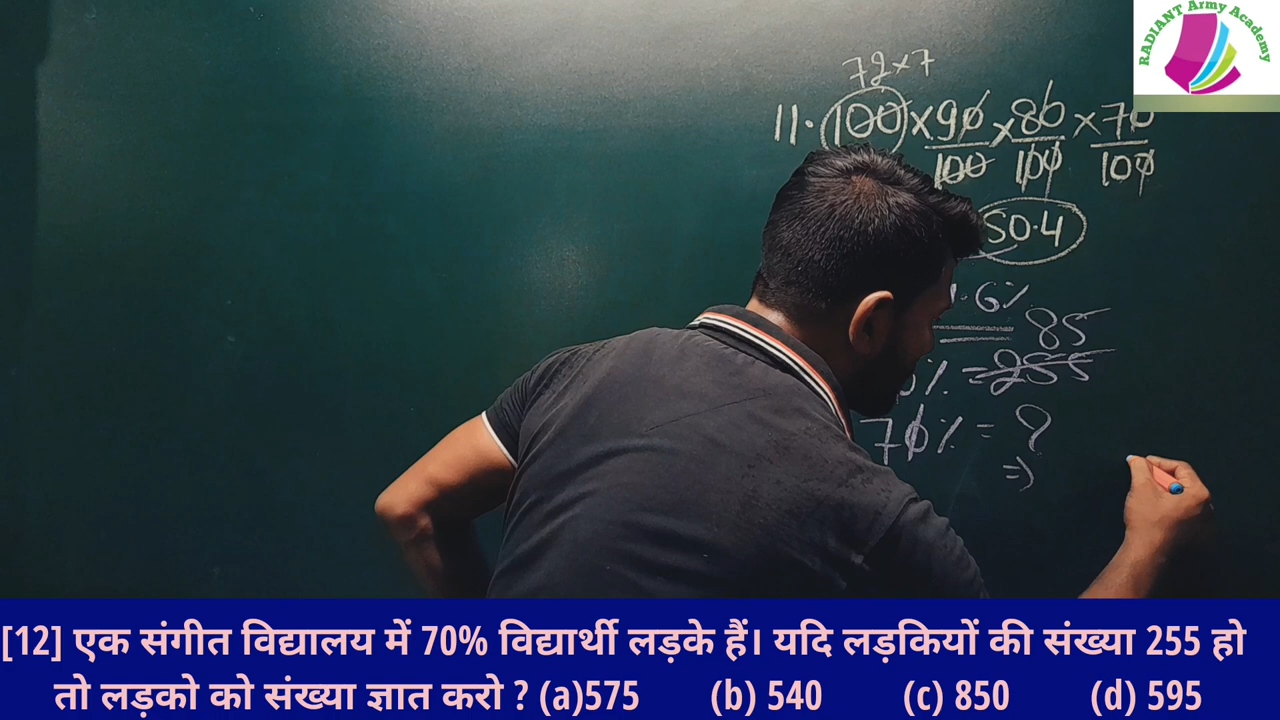 RADIANT Army Academy
72×7
11. 100 × 90/100 × 80/100 × 70/100
50.4
.6%
85
% = 255
70% = ?
⇒
[12] एक संगीत विद्यालय में 70% विद्यार्थी लड़के हैं। यदि लड़कियों की संख्या 255 हो
तो लड़को को संख्या ज्ञात करो ? (a)575 (b) 540 (c) 850 (d) 595